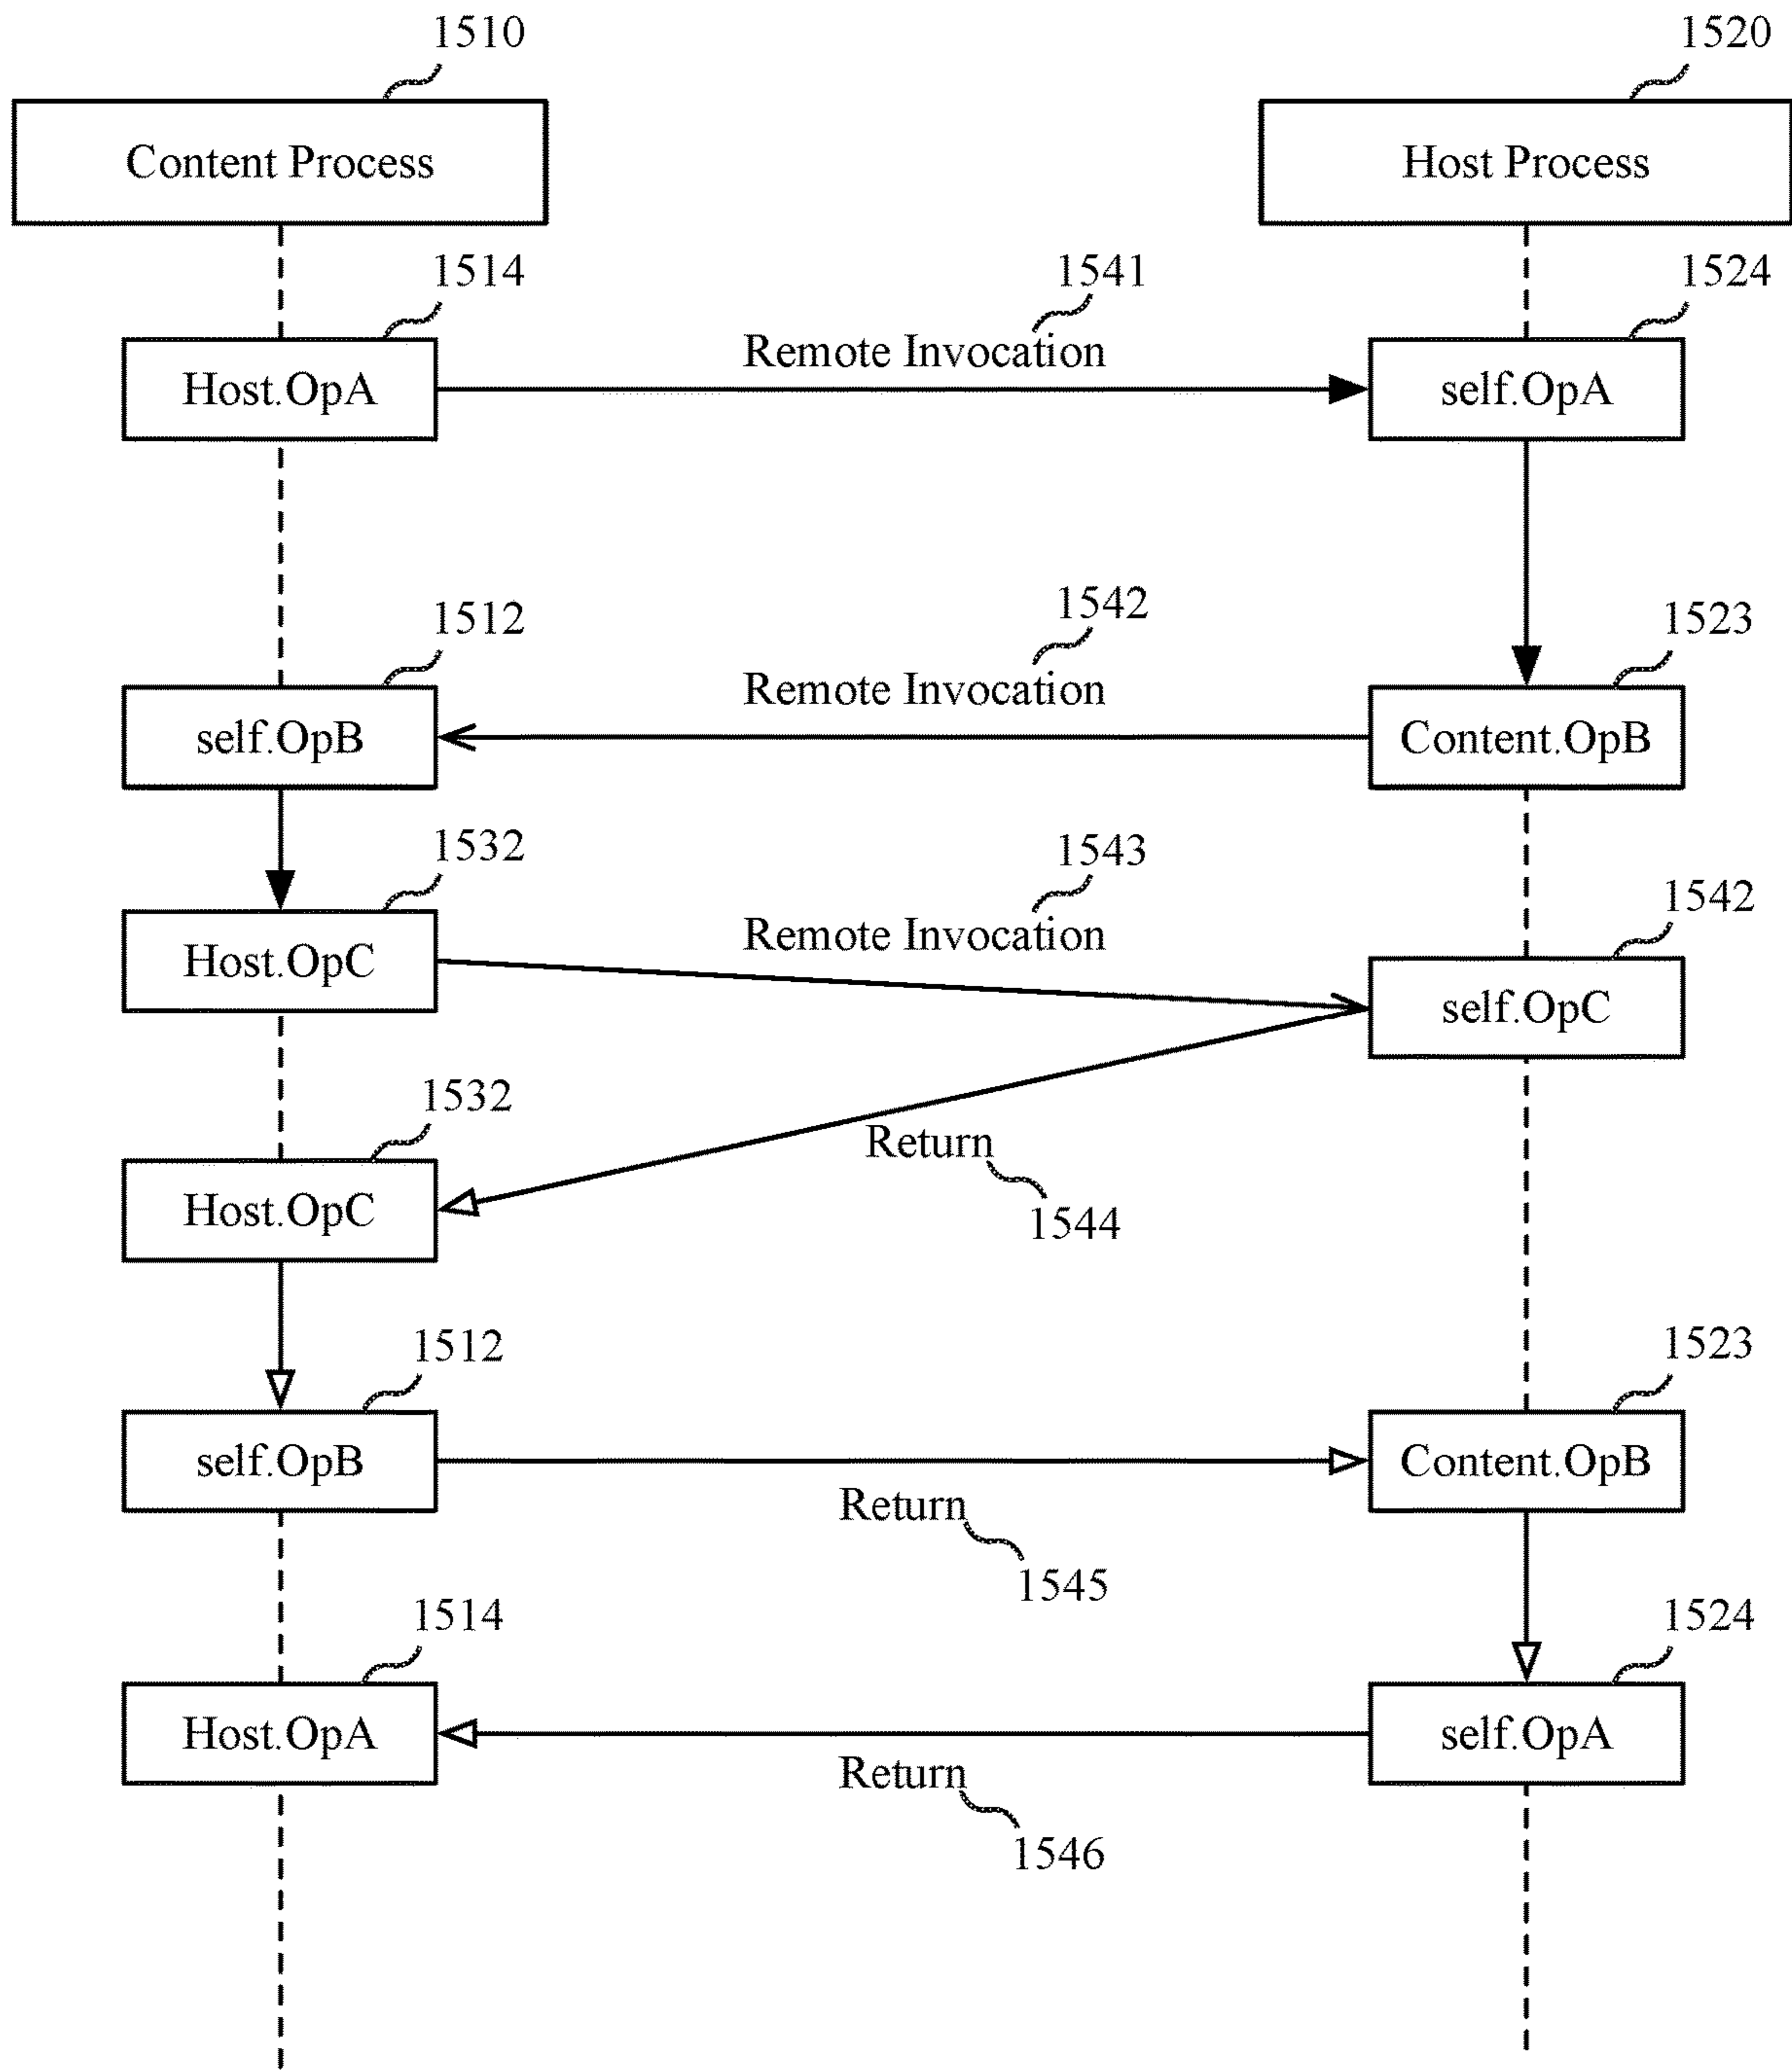 1510
1520
Content Process
Host Process
1514
1541
1524
Remote Invocation
Host.OpA
self.OpA
1512
1542
1523
Remote Invocation
self.OpB
Content.OpB
1532
1543
1542
Remote Invocation
Host.OpC
self.OpC
1532
Return
Host.OpC
1544
1512
1523
self.OpB
Content.OpB
Return
1545
1514
1524
Host.OpA
self.OpA
Return
1546